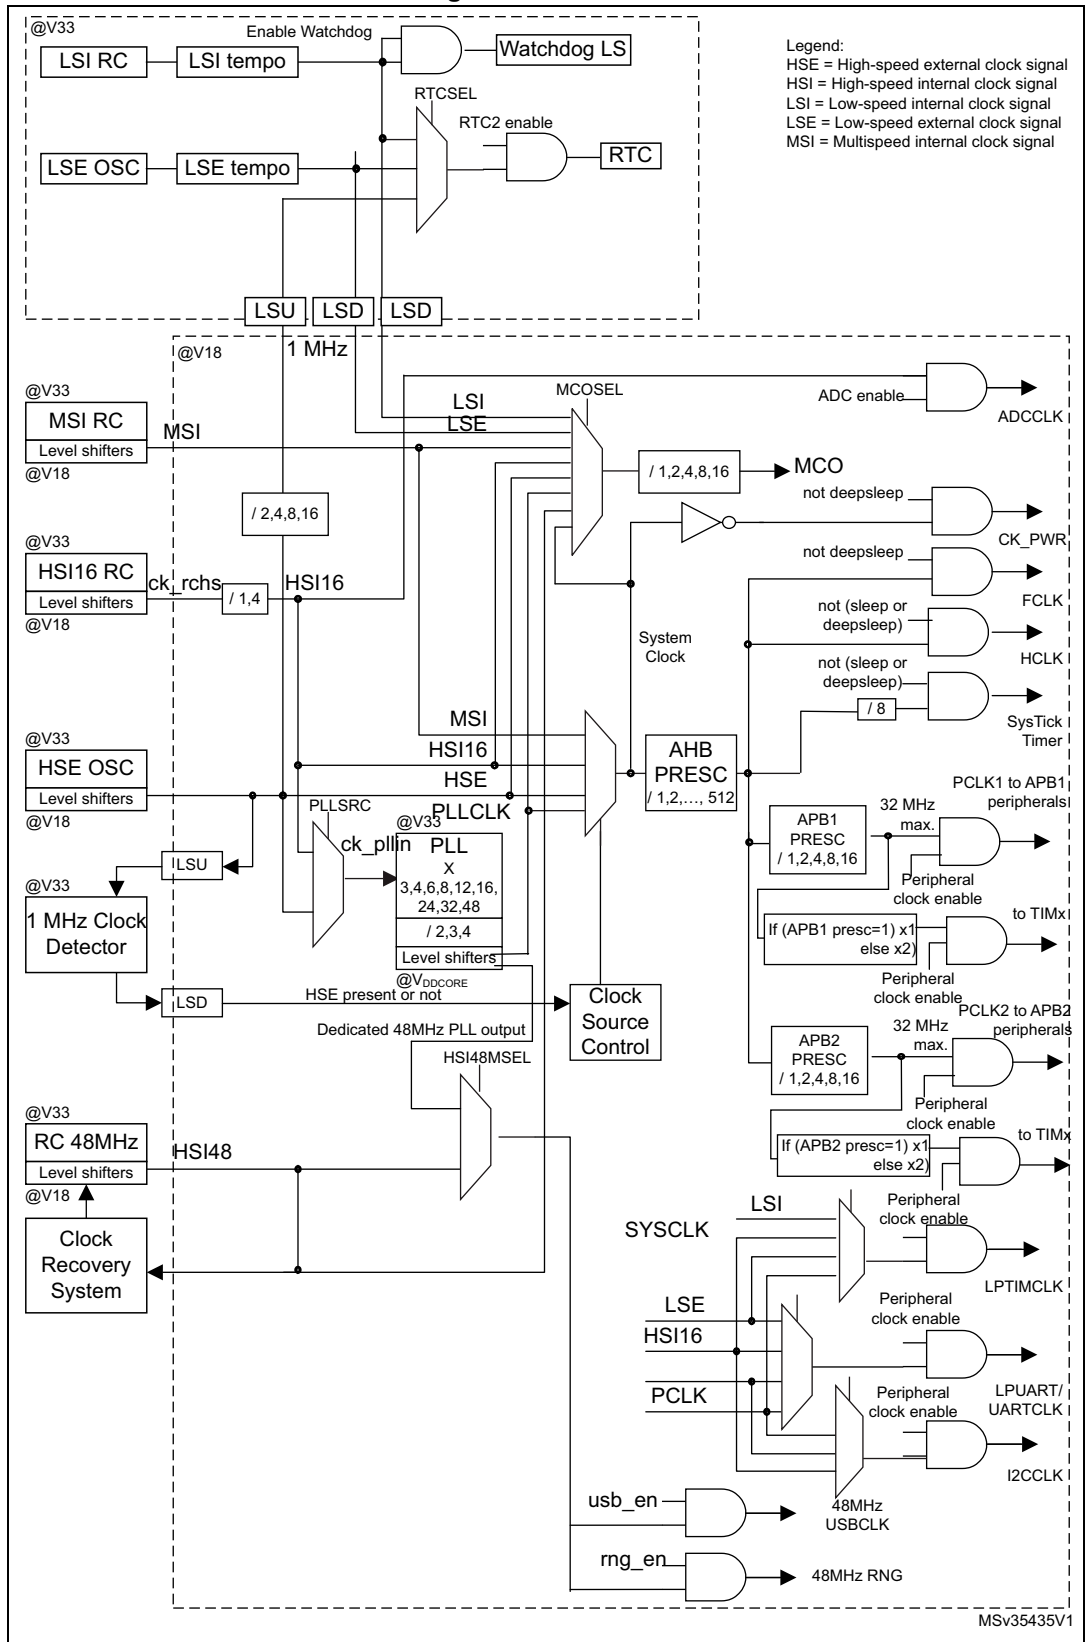 @V33
Enable Watchdog
LSI RC
LSI tempo
Watchdog LS
Legend:
HSE = High-speed external clock signal
HSI = High-speed internal clock signal
LSI = Low-speed internal clock signal
LSE = Low-speed external clock signal
MSI = Multispeed internal clock signal
RTCSEL
RTC2 enable
LSE OSC
LSE tempo
RTC
LSU
LSD
LSD
@V18
1 MHz
@V33
MSI RC
Level shifters
@V18
MSI
LSI
LSE
MCOSEL
ADC enable
ADCCLK
/ 1,2,4,8,16
MCO
/ 2,4,8,16
not deepsleep
CK_PWR
@V33
HSI16 RC
Level shifters
@V18
ck_rchs
/ 1,4
HSI16
not deepsleep
FCLK
not (sleep or
deepsleep)
HCLK
System
Clock
not (sleep or
deepsleep)
/ 8
SysTick
Timer
@V33
HSE OSC
Level shifters
@V18
MSI
HSI16
HSE
PLLCLK
AHB
PRESC
/ 1,2,…, 512
PCLK1 to APB1
peripherals
32 MHz
max.
APB1
PRESC
/ 1,2,4,8,16
Peripheral
clock enable
PLLSRC
@V33
ck_pllin
PLL
X
3,4,6,8,12,16,
24,32,48
/ 2,3,4
Level shifters
@VDDCORE
LSU
@V33
1 MHz Clock
Detector
LSD
HSE present or not
Clock
Source
Control
to TIMx
If (APB1 presc=1) x1
else x2)
Peripheral
clock enable
PCLK2 to APB2
peripherals
32 MHz
max.
APB2
PRESC
/ 1,2,4,8,16
Peripheral
clock enable
Dedicated 48MHz PLL output
HSI48MSEL
@V33
RC 48MHz
Level shifters
@V18
HSI48
to TIMx
If (APB2 presc=1) x1
else x2)
Peripheral
clock enable
Clock
Recovery
System
LSI
SYSCLK
LPTIMCLK
LSE
HSI16
PCLK
Peripheral
clock enable
LPUART/
UARTCLK
Peripheral
clock enable
I2CCLK
usb_en
48MHz
USBCLK
rng_en
48MHz RNG
MSv35435V1